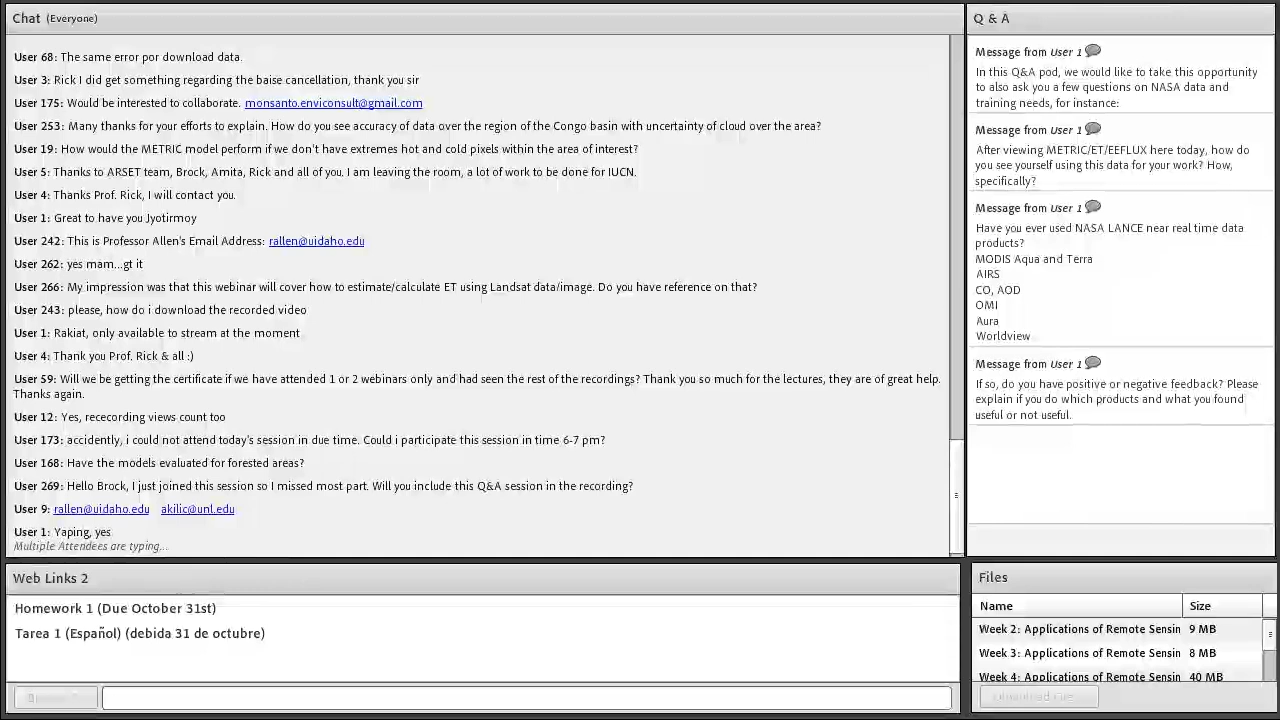 Chat (Everyone)
User 68: The same error por download data.
User 3: Rick I did get something regarding the baise cancellation, thank you sir
User 175: Would be interested to collaborate. monsanto.enviconsult@gmail.com
User 253: Many thanks for your efforts to explain. How do you see accuracy of data over the region of the Congo basin with uncertainty of cloud over the area?
User 19: How would the METRIC model perform if we don't have extremes hot and cold pixels within the area of interest?
User 5: Thanks to ARSET team, Brock, Amita, Rick and all of you. I am leaving the room, a lot of work to be done for IUCN.
User 4: Thanks Prof. Rick, I will contact you.
User 1: Great to have you Jyotirmoy
User 242: This is Professor Allen's Email Address: rallen@uidaho.edu
User 262: yes mam...gt it
User 266: My impression was that this webinar will cover how to estimate/calculate ET using Landsat data/image. Do you have reference on that?
User 243: please, how do i download the recorded video
User 1: Rakiat, only available to stream at the moment
User 4: Thank you Prof. Rick & all :)
User 59: Will we be getting the certificate if we have attended 1 or 2 webinars only and had seen the rest of the recordings? Thank you so much for the lectures, they are of great help.
Thanks again.
User 12: Yes, rececording views count too
User 173: accidently, i could not attend today's session in due time. Could i participate this session in time 6-7 pm?
User 168: Have the models evaluated for forested areas?
User 269: Hello Brock, I just joined this session so I missed most part. Will you include this Q&A session in the recording?
User 9: rallen@uidaho.edu akilic@unl.edu
User 1: Yaping, yes
Multiple Attendees are typing...
Q & A
Message from User 1
In this Q&A pod, we would like to take this opportunity
to also ask you a few questions on NASA data and
training needs, for instance:
Message from User 1
After viewing METRIC/ET/EEFLUX here today, how do
you see yourself using this data for your work? How,
specifically?
Message from User 1
Have you ever used NASA LANCE near real time data
products?
MODIS Aqua and Terra
AIRS
CO, AOD
OMI
Aura
Worldview
Message from User 1
If so, do you have positive or negative feedback? Please
explain if you do which products and what you found
useful or not useful.
Web Links 2
Homework 1 (Due October 31st)
Tarea 1 (Español) (debida 31 de octubre)
Files
Name Size
Week 2: Applications of Remote Sensin 9 MB
Week 3: Applications of Remote Sensin 8 MB
Week 4: Applications of Remote Sensin 40 MB